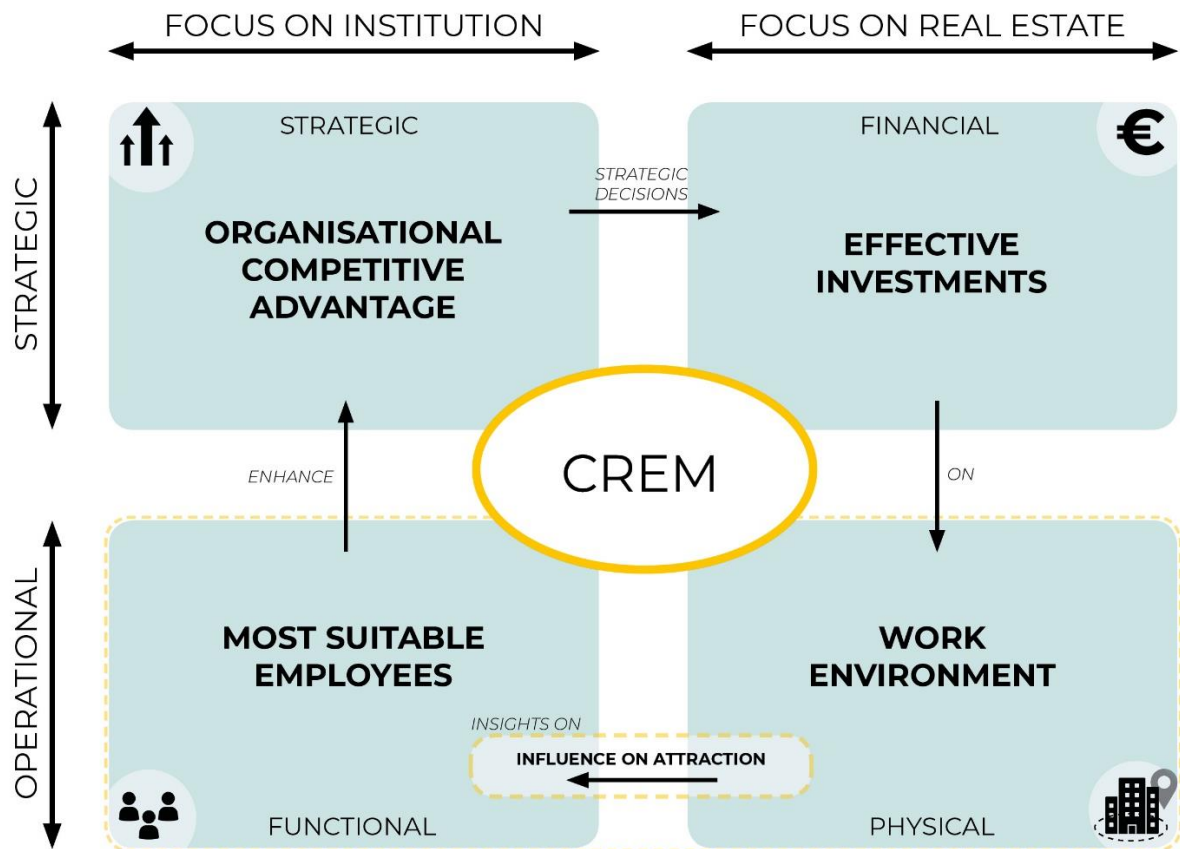 FOCUS ON INSTITUTION
FOCUS ON REAL ESTATE
STRATEGIC
STRATEGIC
ORGANISATIONAL
COMPETITIVE
ADVANTAGE
STRATEGIC
DECISIONS
FINANCIAL
€
EFFECTIVE
INVESTMENTS
ENHANCE
CREM
ON
OPERATIONAL
MOST SUITABLE
EMPLOYEES
WORK
ENVIRONMENT
INSIGHTS ON
INFLUENCE ON ATTRACTION
FUNCTIONAL
PHYSICAL